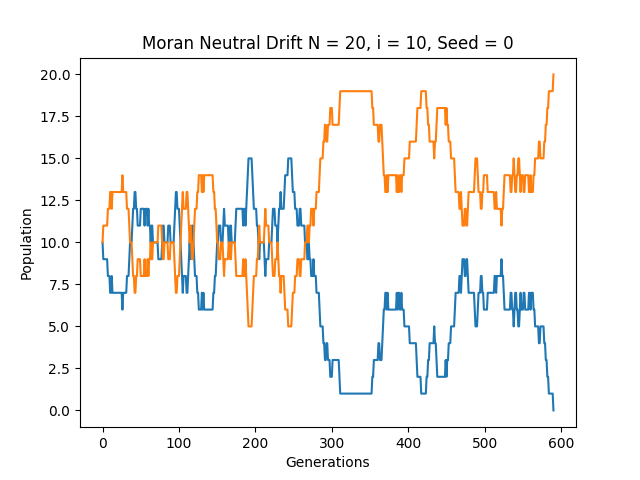 Moran Neutral Drift N = 20, i = 10, Seed = 0
20.0
17.5
15.0
12.5
10.0
7.5
5.0
2.5
0.0
Population
0 100 200 300 400 500 600
Generations